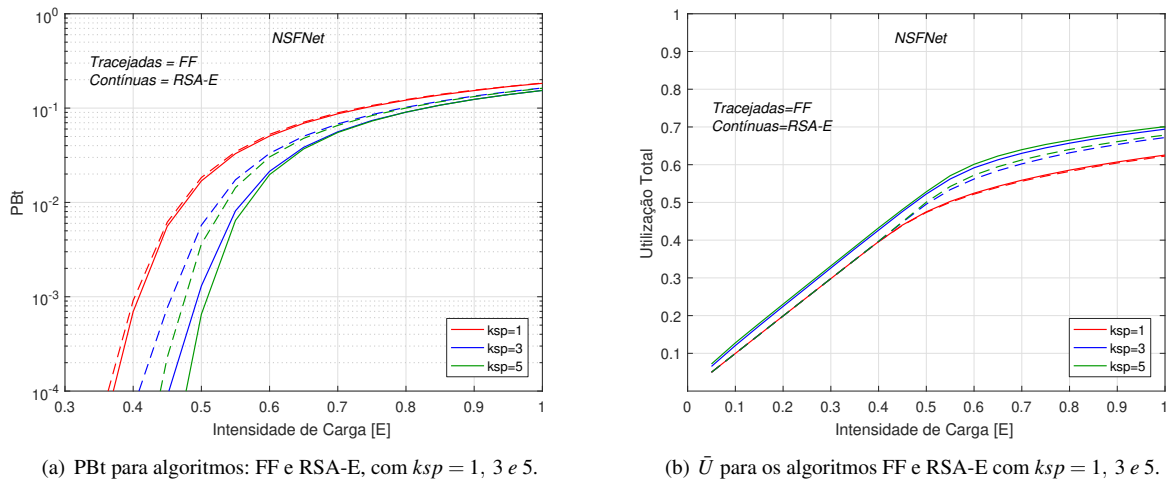 NSFNet
Tracejadas = FF
Contínuas = RSA-E
PBt
10^0
10^-1
10^-2
10^-3
10^-4
ksp=1
ksp=3
ksp=5
0.3 0.4 0.5 0.6 0.7 0.8 0.9 1
Intensidade de Carga [E]
(a) PBt para algoritmos: FF e RSA-E, com ksp = 1, 3 e 5.
NSFNet
Tracejadas=FF
Contínuas=RSA-E
Utilização Total
1
0.9
0.8
0.7
0.6
0.5
0.4
0.3
0.2
0.1
ksp=1
ksp=3
ksp=5
0 0.1 0.2 0.3 0.4 0.5 0.6 0.7 0.8 0.9 1
Intensidade de Carga [E]
(b) Ū para os algoritmos FF e RSA-E com ksp = 1, 3 e 5.